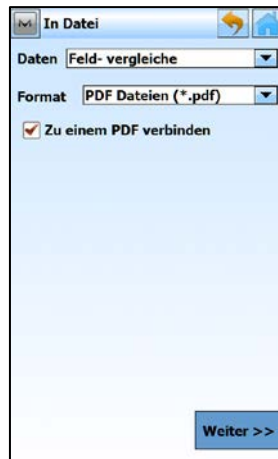 In Datei
Daten Feld- vergleiche
Format PDF Dateien (*.pdf)
Zu einem PDF verbinden
Weiter >>